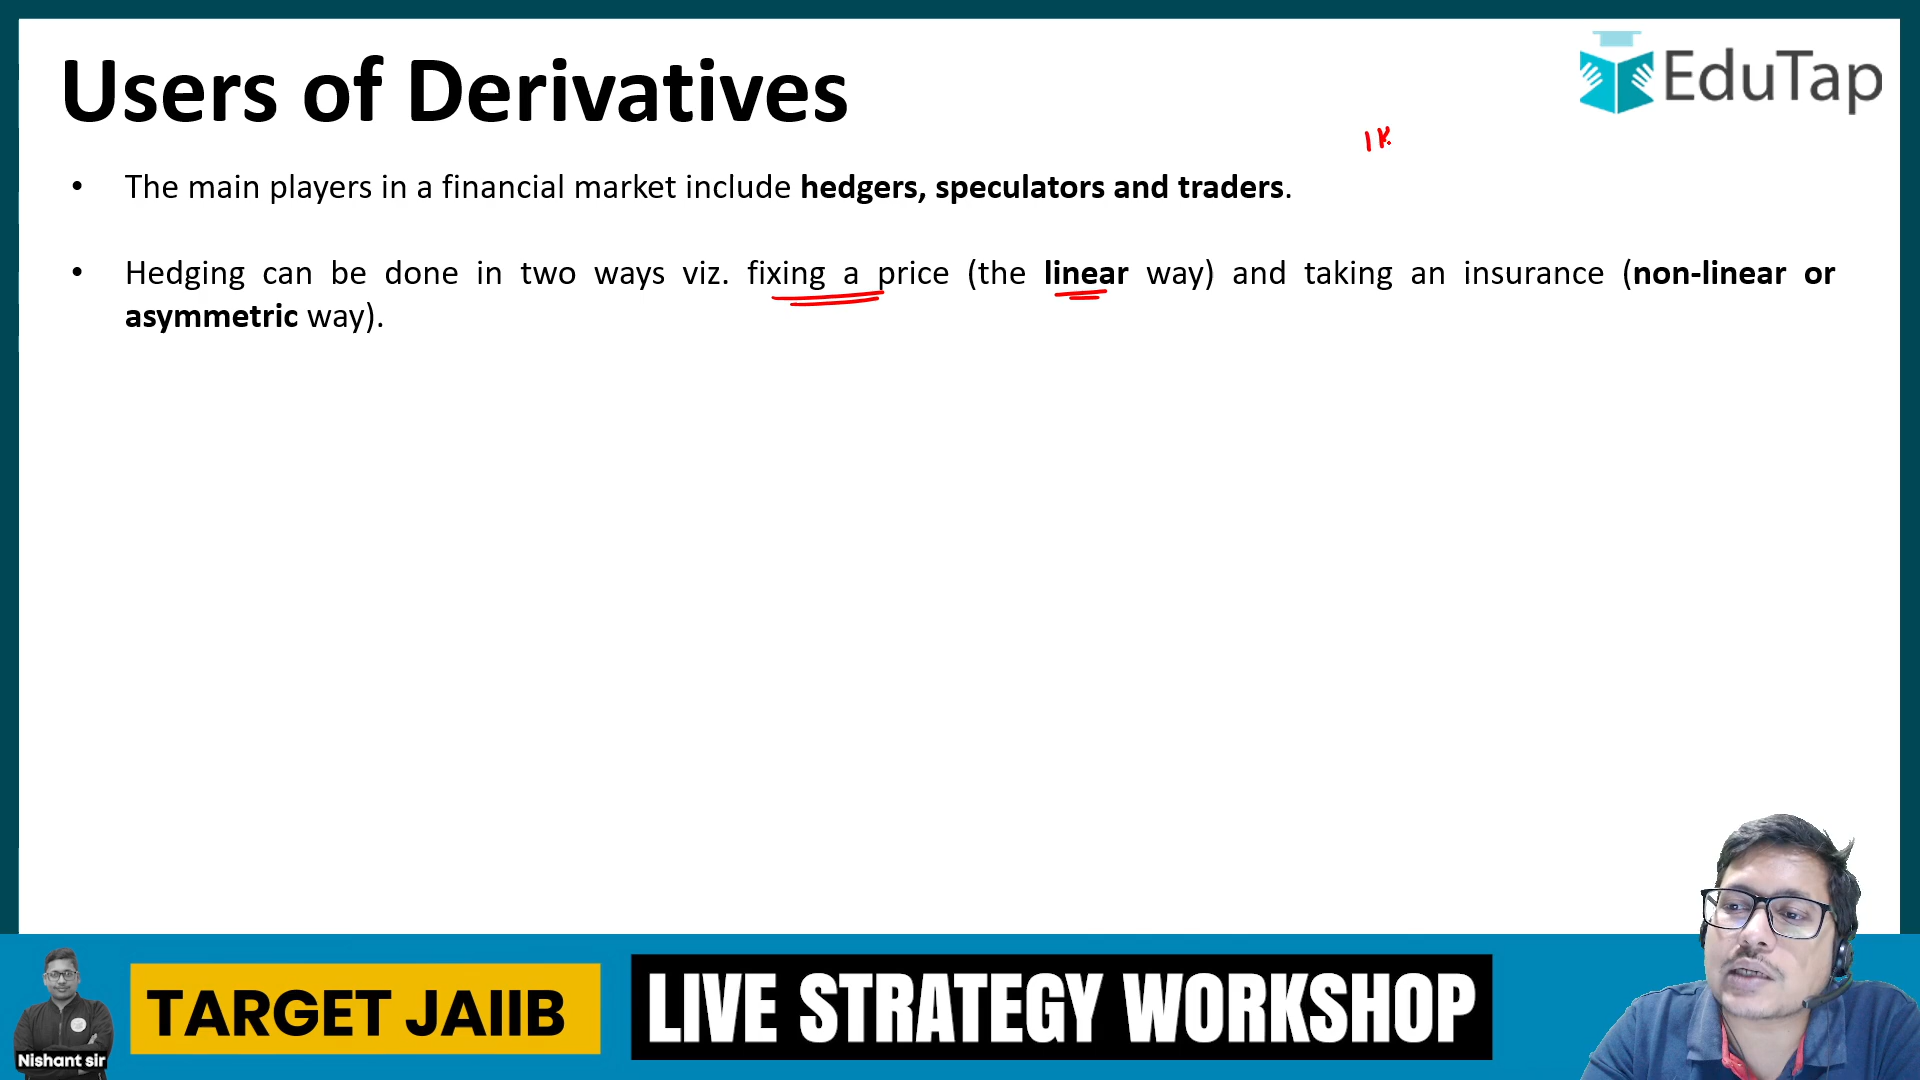 Users of Derivatives
EduTap
1K
• The main players in a financial market include hedgers, speculators and traders.
• Hedging can be done in two ways viz. fixing a price (the linear way) and taking an insurance (non-linear or
asymmetric way).
TARGET JAIIB
LIVE STRATEGY WORKSHOP
Nishant sir